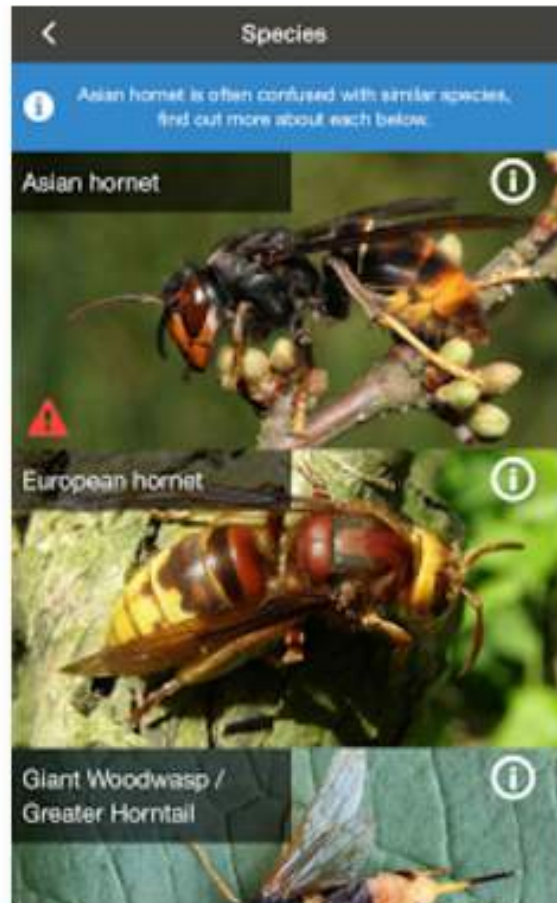 Species
Asian hornet is often confused with similar species,
find out more about each below.
Asian hornet
European hornet
Giant Woodwasp /
Greater Horntail